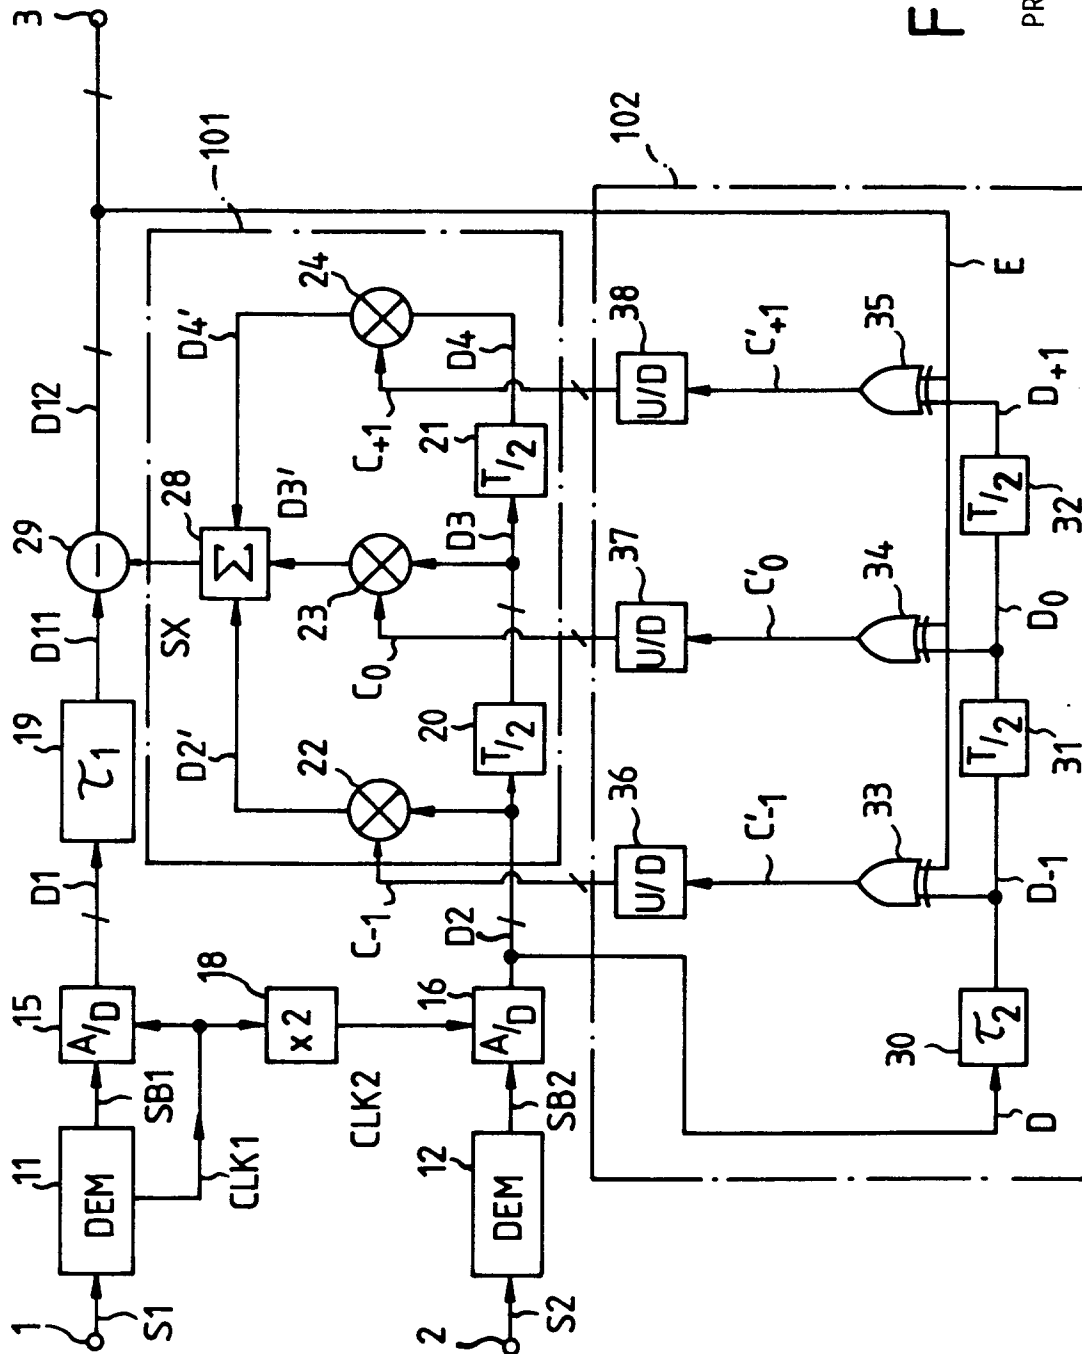 1
S1
11
DEM
SB1
CLK1
15
A/D
D1
19
τ1
D11
29
—
D12
3
18
x2
CLK2
2
S2
12
DEM
SB2
16
A/D
D2
101
SX
28
Σ
D2'
D3'
D4'
22
23
24
20
T/2
D3
21
T/2
D4
C-1
C0
C+1
102
36
U/D
37
U/D
38
U/D
C'-1
C'0
C'+1
33
34
35
E
D
30
τ2
D-1
31
T/2
D0
32
T/2
D+1
F
PR